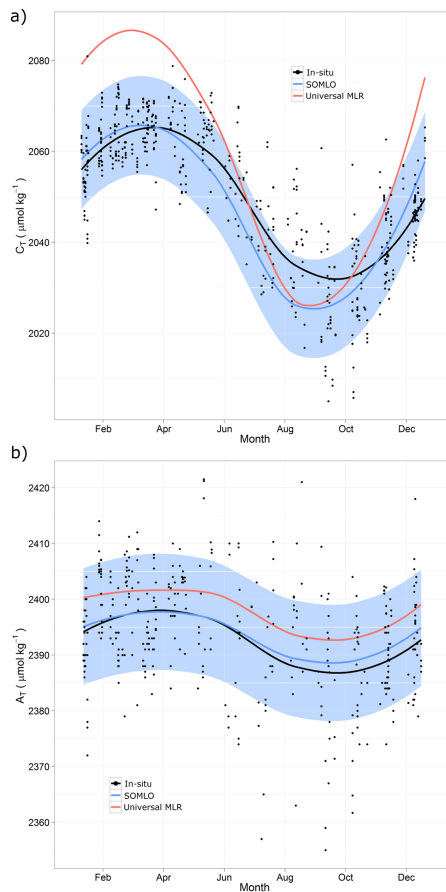 a)
2080
2060
2040
2020
C_T ( μmol kg⁻¹ )
In-situ
SOMLO
Universal MLR
Feb Apr Jun Aug Oct Dec
Month
b)
2420
2410
2400
2390
2380
2370
2360
A_T ( μmol kg⁻¹ )
In-situ
SOMLO
Universal MLR
Feb Apr Jun Aug Oct Dec
Month